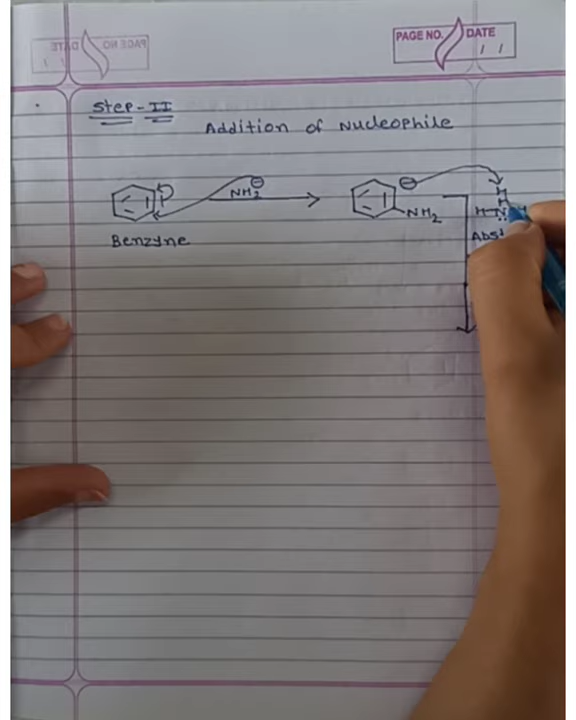 PAGE NO. DATE
/ /
Step-II
Addition of Nucleophile
NH2⊖
⊖
H
NH2
H-N̈
Benzyne